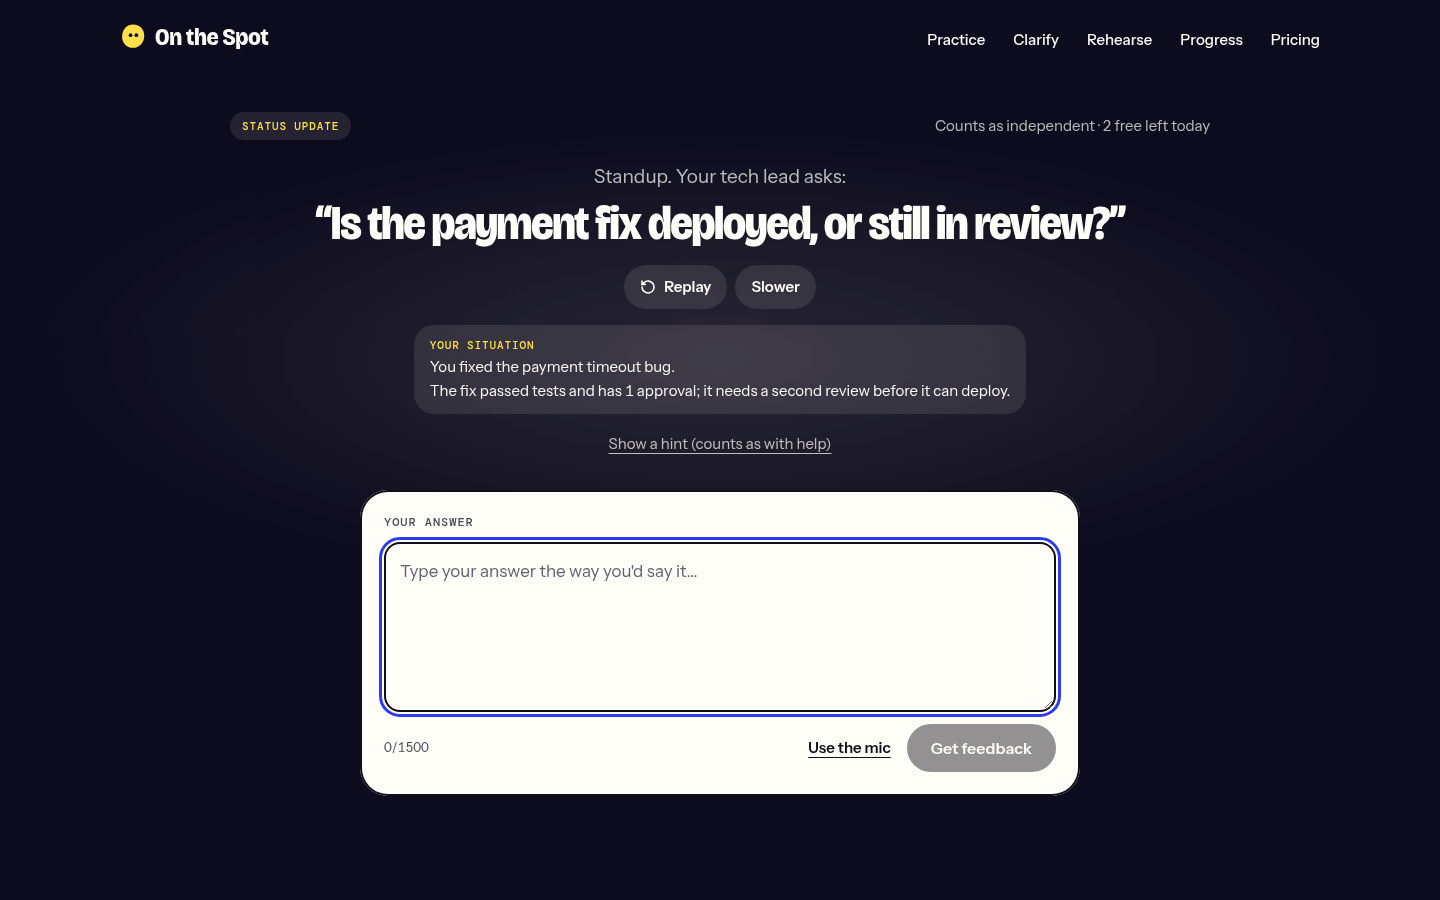 On the Spot
Practice Clarify Rehearse Progress Pricing
STATUS UPDATE
Counts as independent · 2 free left today
Standup. Your tech lead asks:
“Is the payment fix deployed, or still in review?”
Replay Slower
YOUR SITUATION
You fixed the payment timeout bug.
The fix passed tests and has 1 approval; it needs a second review before it can deploy.
Show a hint (counts as with help)
YOUR ANSWER
Type your answer the way you'd say it…
0/1500
Use the mic Get feedback